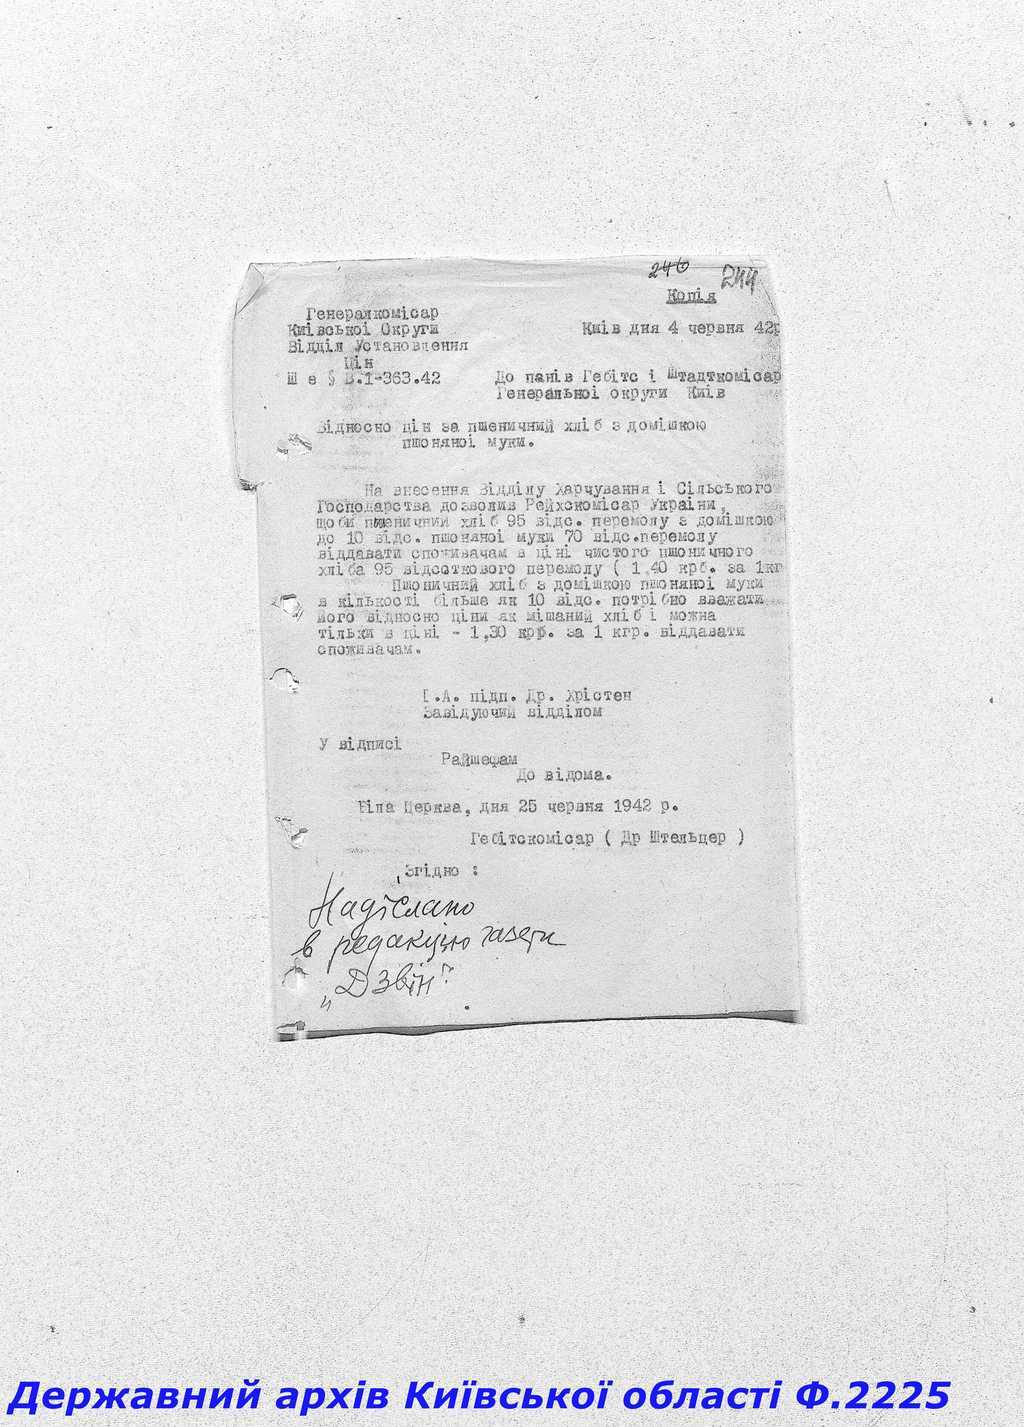 246 244
Копія
Генералкомісар
Київської Округи Київ дня 4 червня 42р
Відділ Установлення
Цін
Ш е § В.1-363.42 До панів Гебітс і Штадткомісар
Генеральної округи Київ
Відносно цін за пшеничний хліб з домішкою
пшоняної муки.
На внесення Відділу Харчування і Сільського
Господарства дозволив Рейхскомісар України,
щоби пшеничний хліб 95 відс. перемолу з домішкою
до 10 відс. пшоняної муки 70 відс.перемолу
віддавати споживачам в ціні чистого пшоничного
хліба 95 відсоткового перемолу ( 1,40 крб. за 1кг
Пшоничний хліб з домішкою пшоняної муки
в кількості більше як 10 відс. потрібно вважати
його відносно ціни як мішаний хліб і можна
тільки в ціні - 1,30 крб. за 1 кгр. віддавати
споживачам.
І.А. підп. Др. Хрістен
Завідуючий відділом
У відписі
Райшефам
До відома.
Біла Церква, дня 25 червня 1942 р.
Гебітскомісар ( Др Штельцер )
Згідно :
Надіслано
в редакцію газети
„Дзвін"
Державний архів Київської області Ф.2225